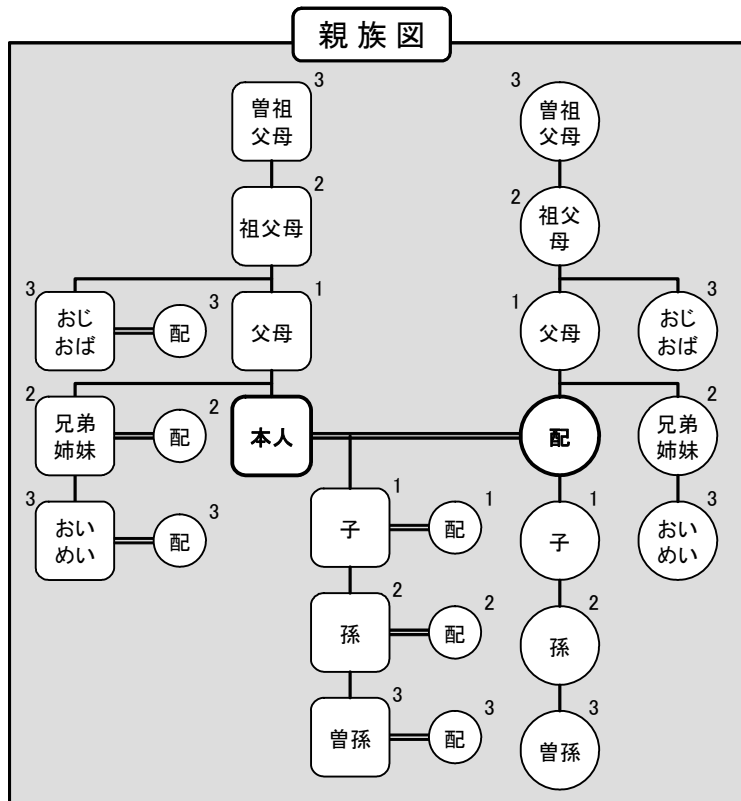 親族図
3
曽祖
父母
3
曽祖
父母
2
祖父母
2
祖父
母
3
おじ
おば
3
配
1
父母
1
父母
3
おじ
おば
2
兄弟
姉妹
2
配
本人
配
2
兄弟
姉妹
3
おい
めい
3
配
1
子
1
配
1
子
3
おい
めい
2
孫
2
配
2
孫
3
曽孫
3
配
3
曽孫